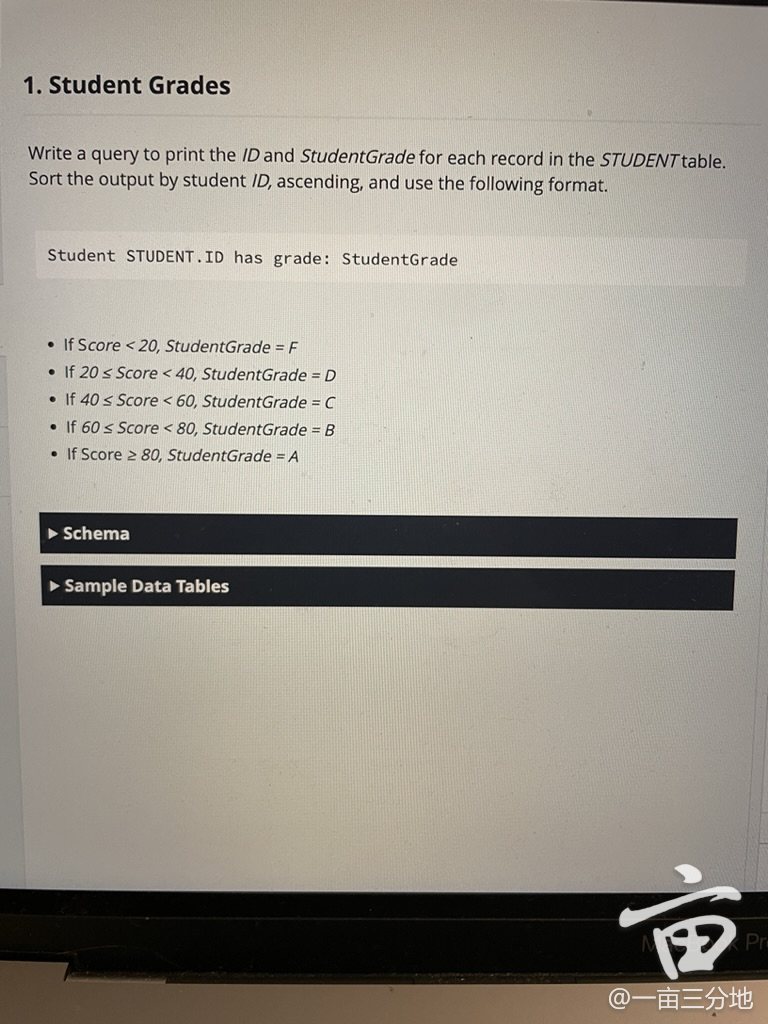 1. Student Grades
Write a query to print the ID and StudentGrade for each record in the STUDENT table.
Sort the output by student ID, ascending, and use the following format.
Student STUDENT.ID has grade: StudentGrade
• If Score < 20, StudentGrade = F
• If 20 ≤ Score < 40, StudentGrade = D
• If 40 ≤ Score < 60, StudentGrade = C
• If 60 ≤ Score < 80, StudentGrade = B
• If Score ≥ 80, StudentGrade = A
▶ Schema
▶ Sample Data Tables
亩
@一亩三分地